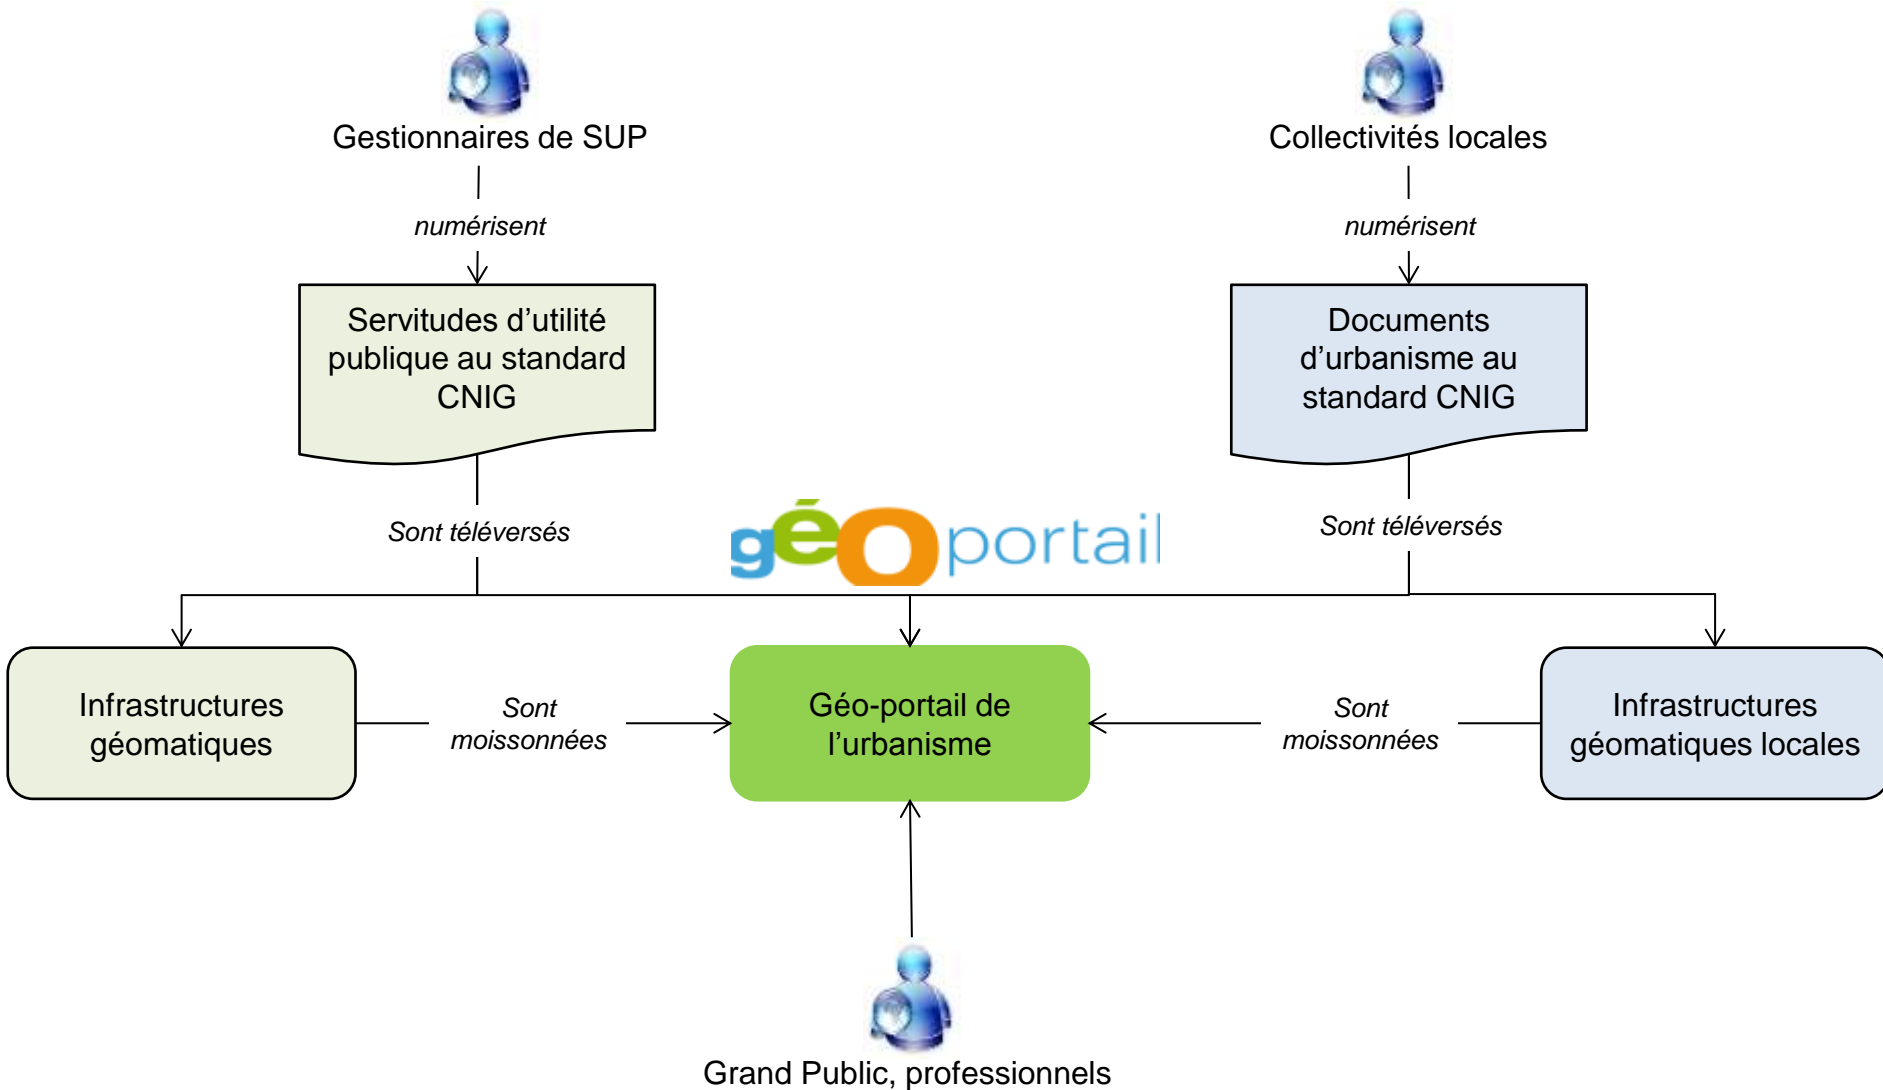 Gestionnaires de SUP
Collectivités locales
numérisent
numérisent
Servitudes d’utilité
publique au standard
CNIG
Documents
d’urbanisme au
standard CNIG
Sont téléversés
géoportail
Sont téléversés
Infrastructures
géomatiques
Sont
moissonnées
Géo-portail de
l’urbanisme
Sont
moissonnées
Infrastructures
géomatiques locales
Grand Public, professionnels